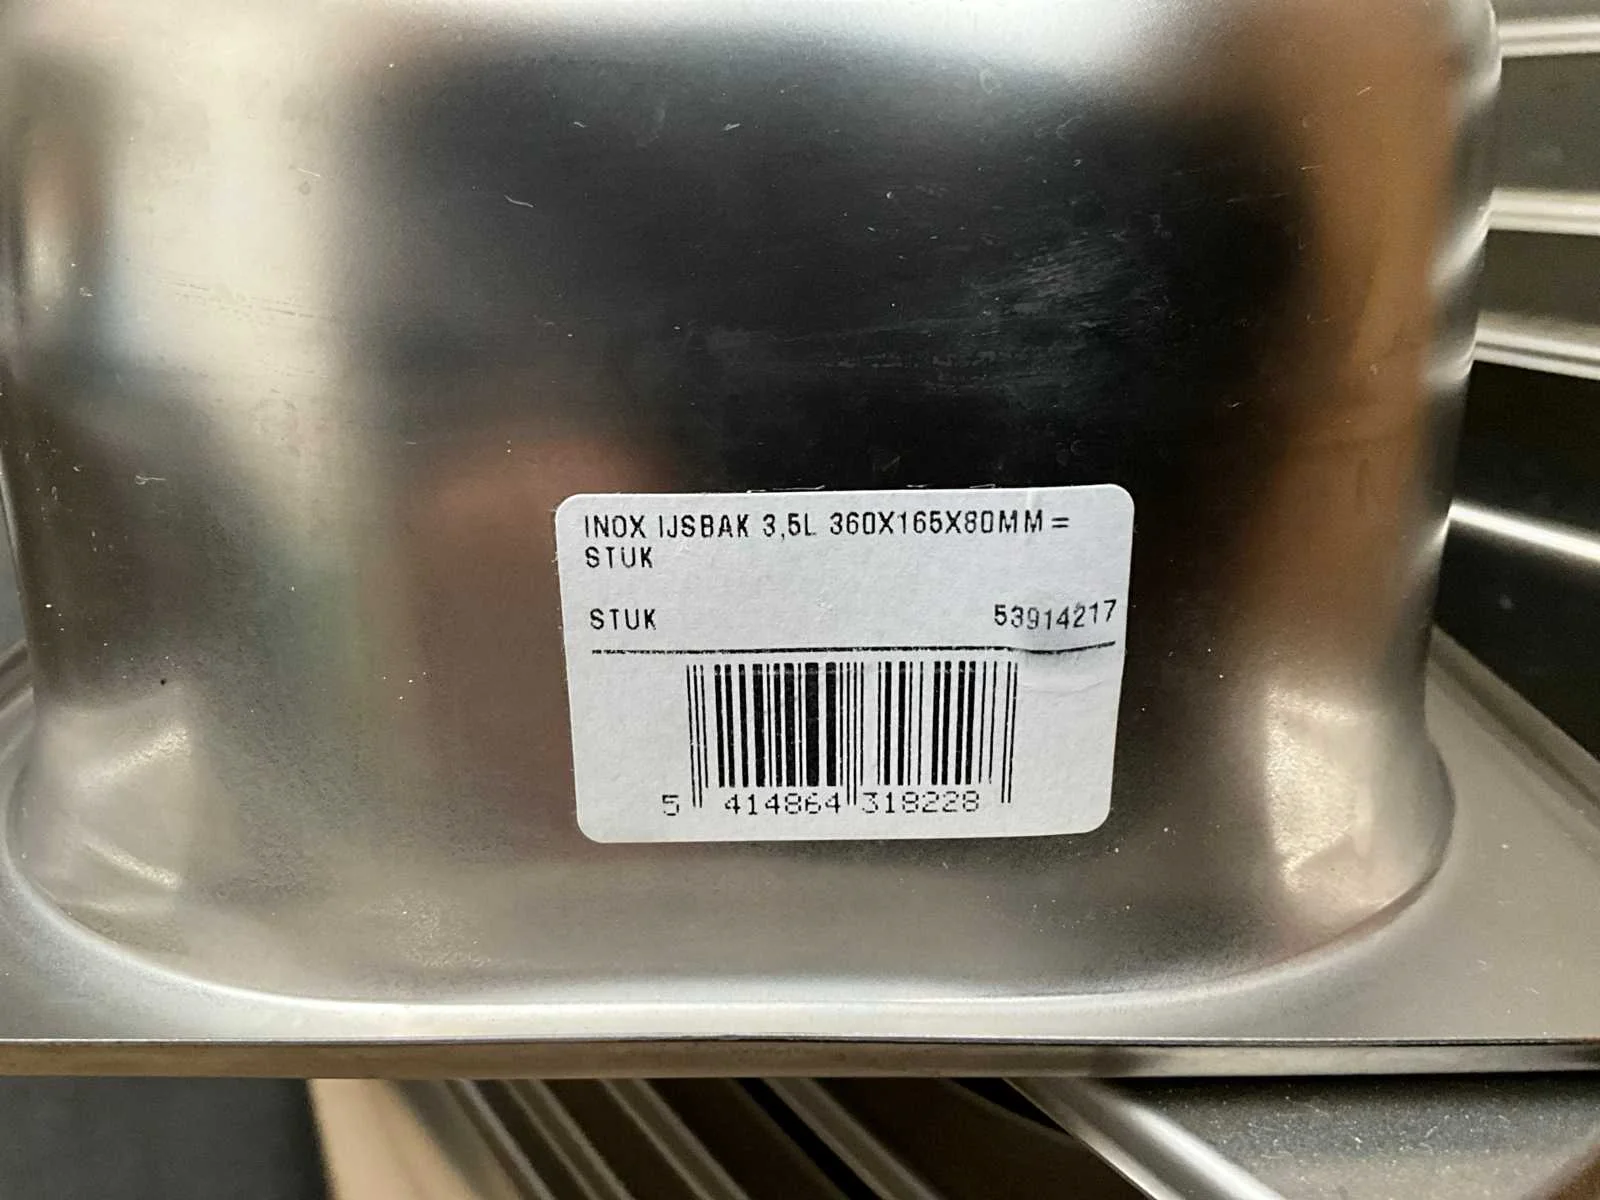 INOX IJSBAK 3,5L 360X165X80MM=
STUK
STUK 53914217
5 414864 318228